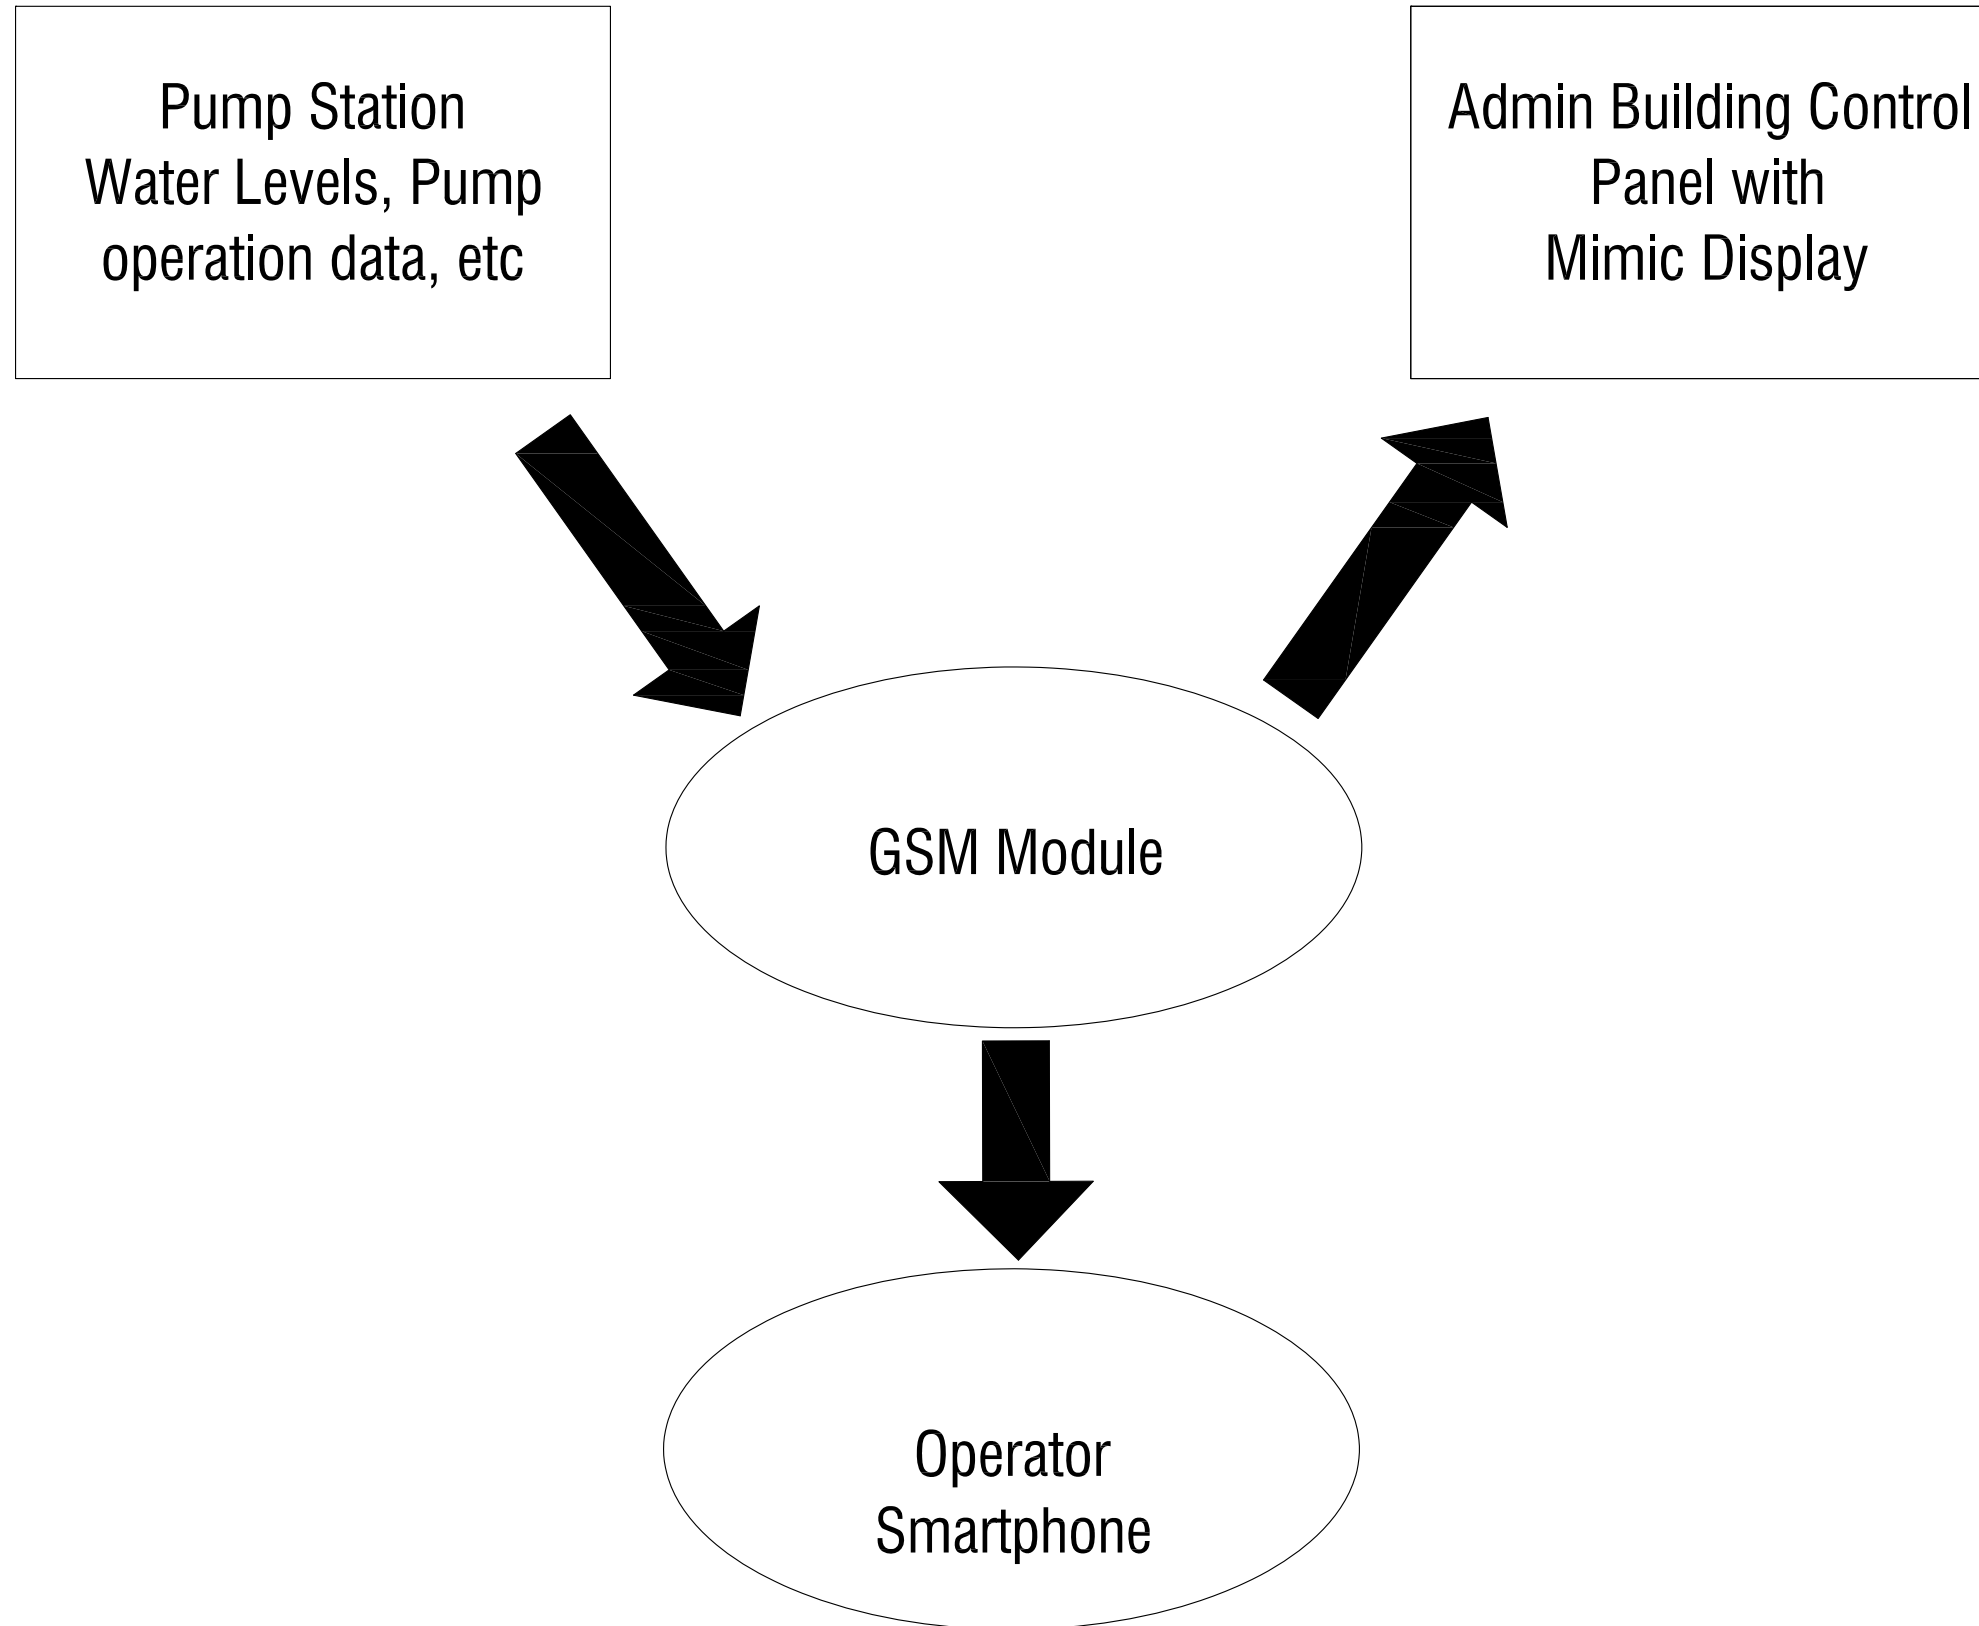 Pump Station
Water Levels, Pump
operation data, etc
Admin Building Control
Panel with
Mimic Display
GSM Module
Operator
Smartphone